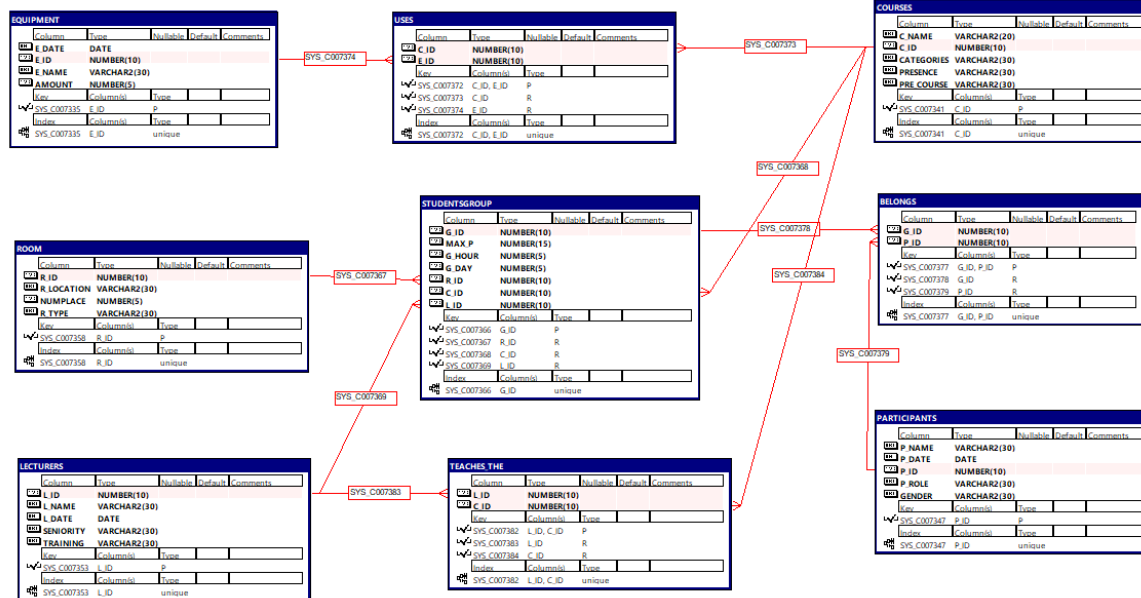 EQUIPMENT
Column Type Nullable Default Comments
E_DATE DATE
E_ID NUMBER(10)
E_NAME VARCHAR2(30)
AMOUNT NUMBER(5)
Key Column(s) Type
SYS_C007335 E_ID P
Index Column(s) Type
SYS_C007335 E_ID unique
SYS_C007374
USES
Column Type Nullable Default Comments
C_ID NUMBER(10)
E_ID NUMBER(10)
Key Column(s) Type
SYS_C007372 C_ID, E_ID P
SYS_C007373 C_ID R
SYS_C007374 E_ID R
Index Column(s) Type
SYS_C007372 C_ID, E_ID unique
SYS_C007373
COURSES
Column Type Nullable Default Comments
C_NAME VARCHAR2(20)
C_ID NUMBER(10)
CATEGORIES VARCHAR2(30)
PRESENCE VARCHAR2(30)
PRE_COURSE VARCHAR2(30)
Key Column(s) Type
SYS_C007341 C_ID P
Index Column(s) Type
SYS_C007341 C_ID unique
SYS_C007368
ROOM
Column Type Nullable Default Comments
R_ID NUMBER(10)
R_LOCATION VARCHAR2(30)
NUMPLACE NUMBER(5)
R_TYPE VARCHAR2(30)
Key Column(s) Type
SYS_C007358 R_ID P
Index Column(s) Type
SYS_C007358 R_ID unique
SYS_C007367
STUDENTSGROUP
Column Type Nullable Default Comments
G_ID NUMBER(10)
MAX_P NUMBER(15)
G_HOUR NUMBER(5)
G_DAY NUMBER(5)
R_ID NUMBER(10)
C_ID NUMBER(10)
L_ID NUMBER(10)
Key Column(s) Type
SYS_C007366 G_ID P
SYS_C007367 R_ID R
SYS_C007368 C_ID R
SYS_C007369 L_ID R
Index Column(s) Type
SYS_C007366 G_ID unique
SYS_C007378
SYS_C007384
BELONGS
Column Type Nullable Default Comments
G_ID NUMBER(10)
P_ID NUMBER(10)
Key Column(s) Type
SYS_C007377 G_ID, P_ID P
SYS_C007378 G_ID R
SYS_C007379 P_ID R
Index Column(s) Type
SYS_C007377 G_ID, P_ID unique
SYS_C007379
SYS_C007369
LECTURERS
Column Type Nullable Default Comments
L_ID NUMBER(10)
L_NAME VARCHAR2(30)
L_DATE DATE
SENIORITY VARCHAR2(30)
TRAINING VARCHAR2(30)
Key Column(s) Type
SYS_C007353 L_ID P
Index Column(s) Type
SYS_C007353 L_ID unique
SYS_C007383
TEACHES_THE
Column Type Nullable Default Comments
L_ID NUMBER(10)
C_ID NUMBER(10)
Key Column(s) Type
SYS_C007382 L_ID, C_ID P
SYS_C007383 L_ID R
SYS_C007384 C_ID R
Index Column(s) Type
SYS_C007382 L_ID, C_ID unique
PARTICIPANTS
Column Type Nullable Default Comments
P_NAME VARCHAR2(30)
P_DATE DATE
P_ID NUMBER(10)
P_ROLE VARCHAR2(30)
GENDER VARCHAR2(30)
Key Column(s) Type
SYS_C007347 P_ID P
Index Column(s) Type
SYS_C007347 P_ID unique